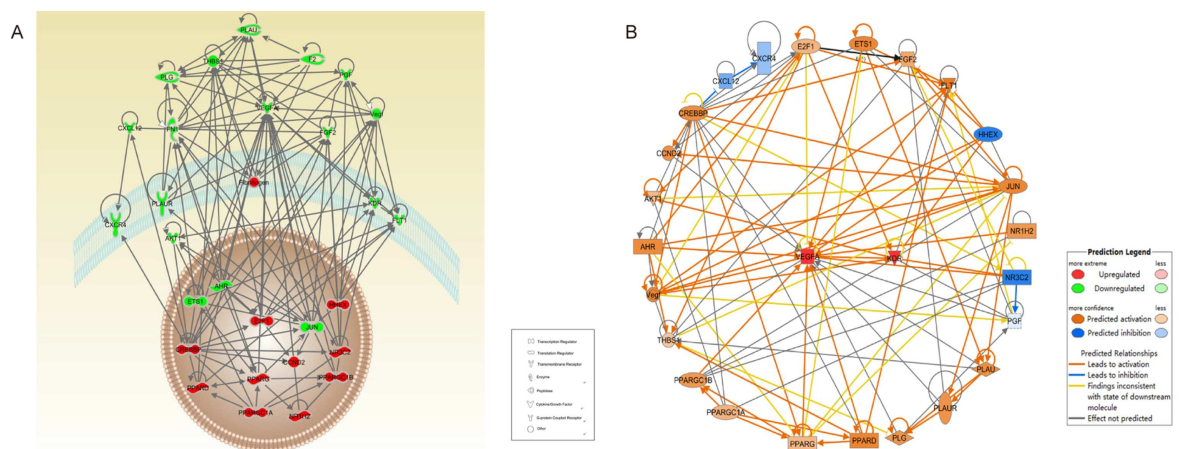 A
PLAU
THBS1
F2
PLG
PGF
VEGFA
Vegf
CXCL12
FN1
FGF2
Fibrinogen
PLAUR
KDR
CXCR4
FLT1
AKT1
AHR
ETS1
HHEX
E2F1
JUN
CREBBP
NR3C2
CCND2
PPARD
PPARG
PPARGC1B
PPARGC1A
NR1H2
Transcription Regulator
Translation Regulator
Transmembrane Receptor
Enzyme
Peptidase
Cytokine/Growth Factor
G-protein Coupled Receptor
Other
B
E2F1
ETS1
CXCR4
FGF2
CXCL12
FLT1
CREBBP
HHEX
CCND2
JUN
AKT1
NR1H2
AHR
VEGFA
KDR
NR3C2
Vegf
PGF
THBS1
PLAU
PPARGC1B
PLAUR
PPARGC1A
PPARG
PPARD
PLG
Prediction Legend
more extreme less
Upregulated
Downregulated
more confidence less
Predicted activation
Predicted inhibition
Predicted Relationships
Leads to activation
Leads to inhibition
Findings inconsistent
with state of downstream
molecule
Effect not predicted